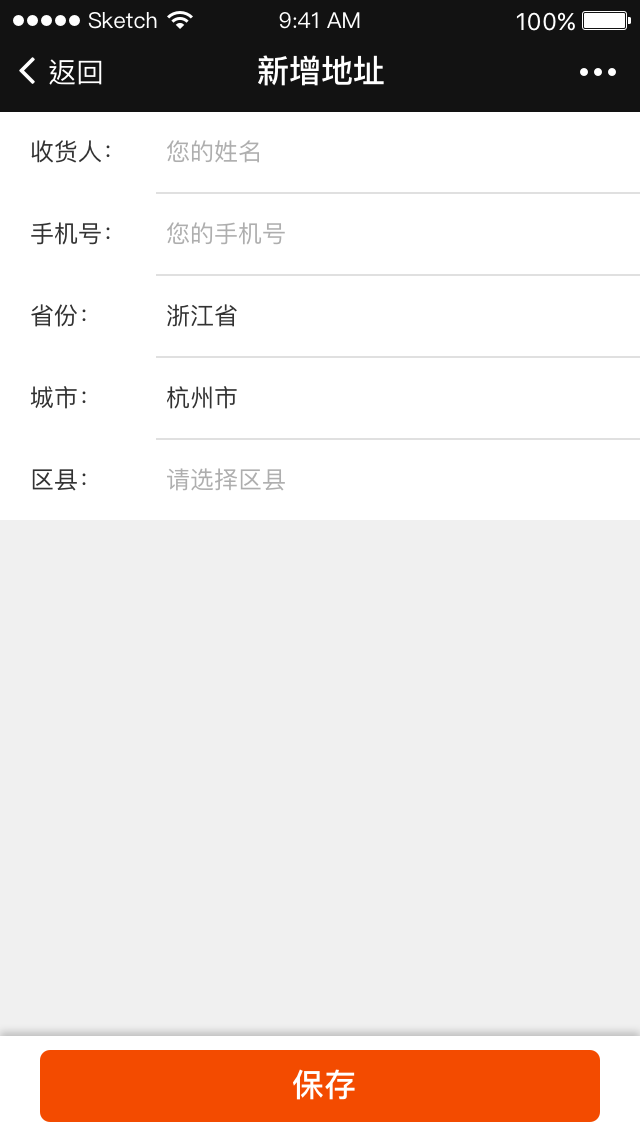 Sketch 9:41 AM 100%
返回 新增地址
收货人： 您的姓名
手机号： 您的手机号
省份： 浙江省
城市： 杭州市
区县： 请选择区县
保存